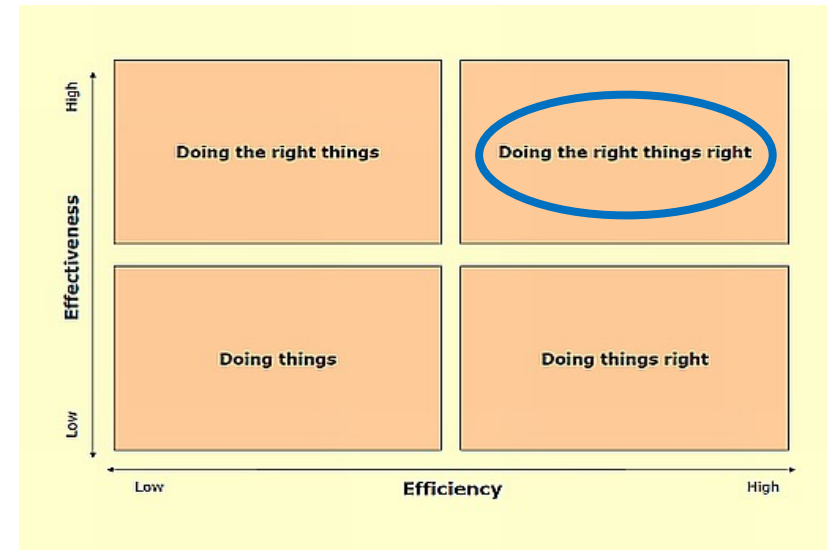 High
Doing the right things
Doing the right things right
Effectiveness
Doing things
Doing things right
Low
Low
Efficiency
High